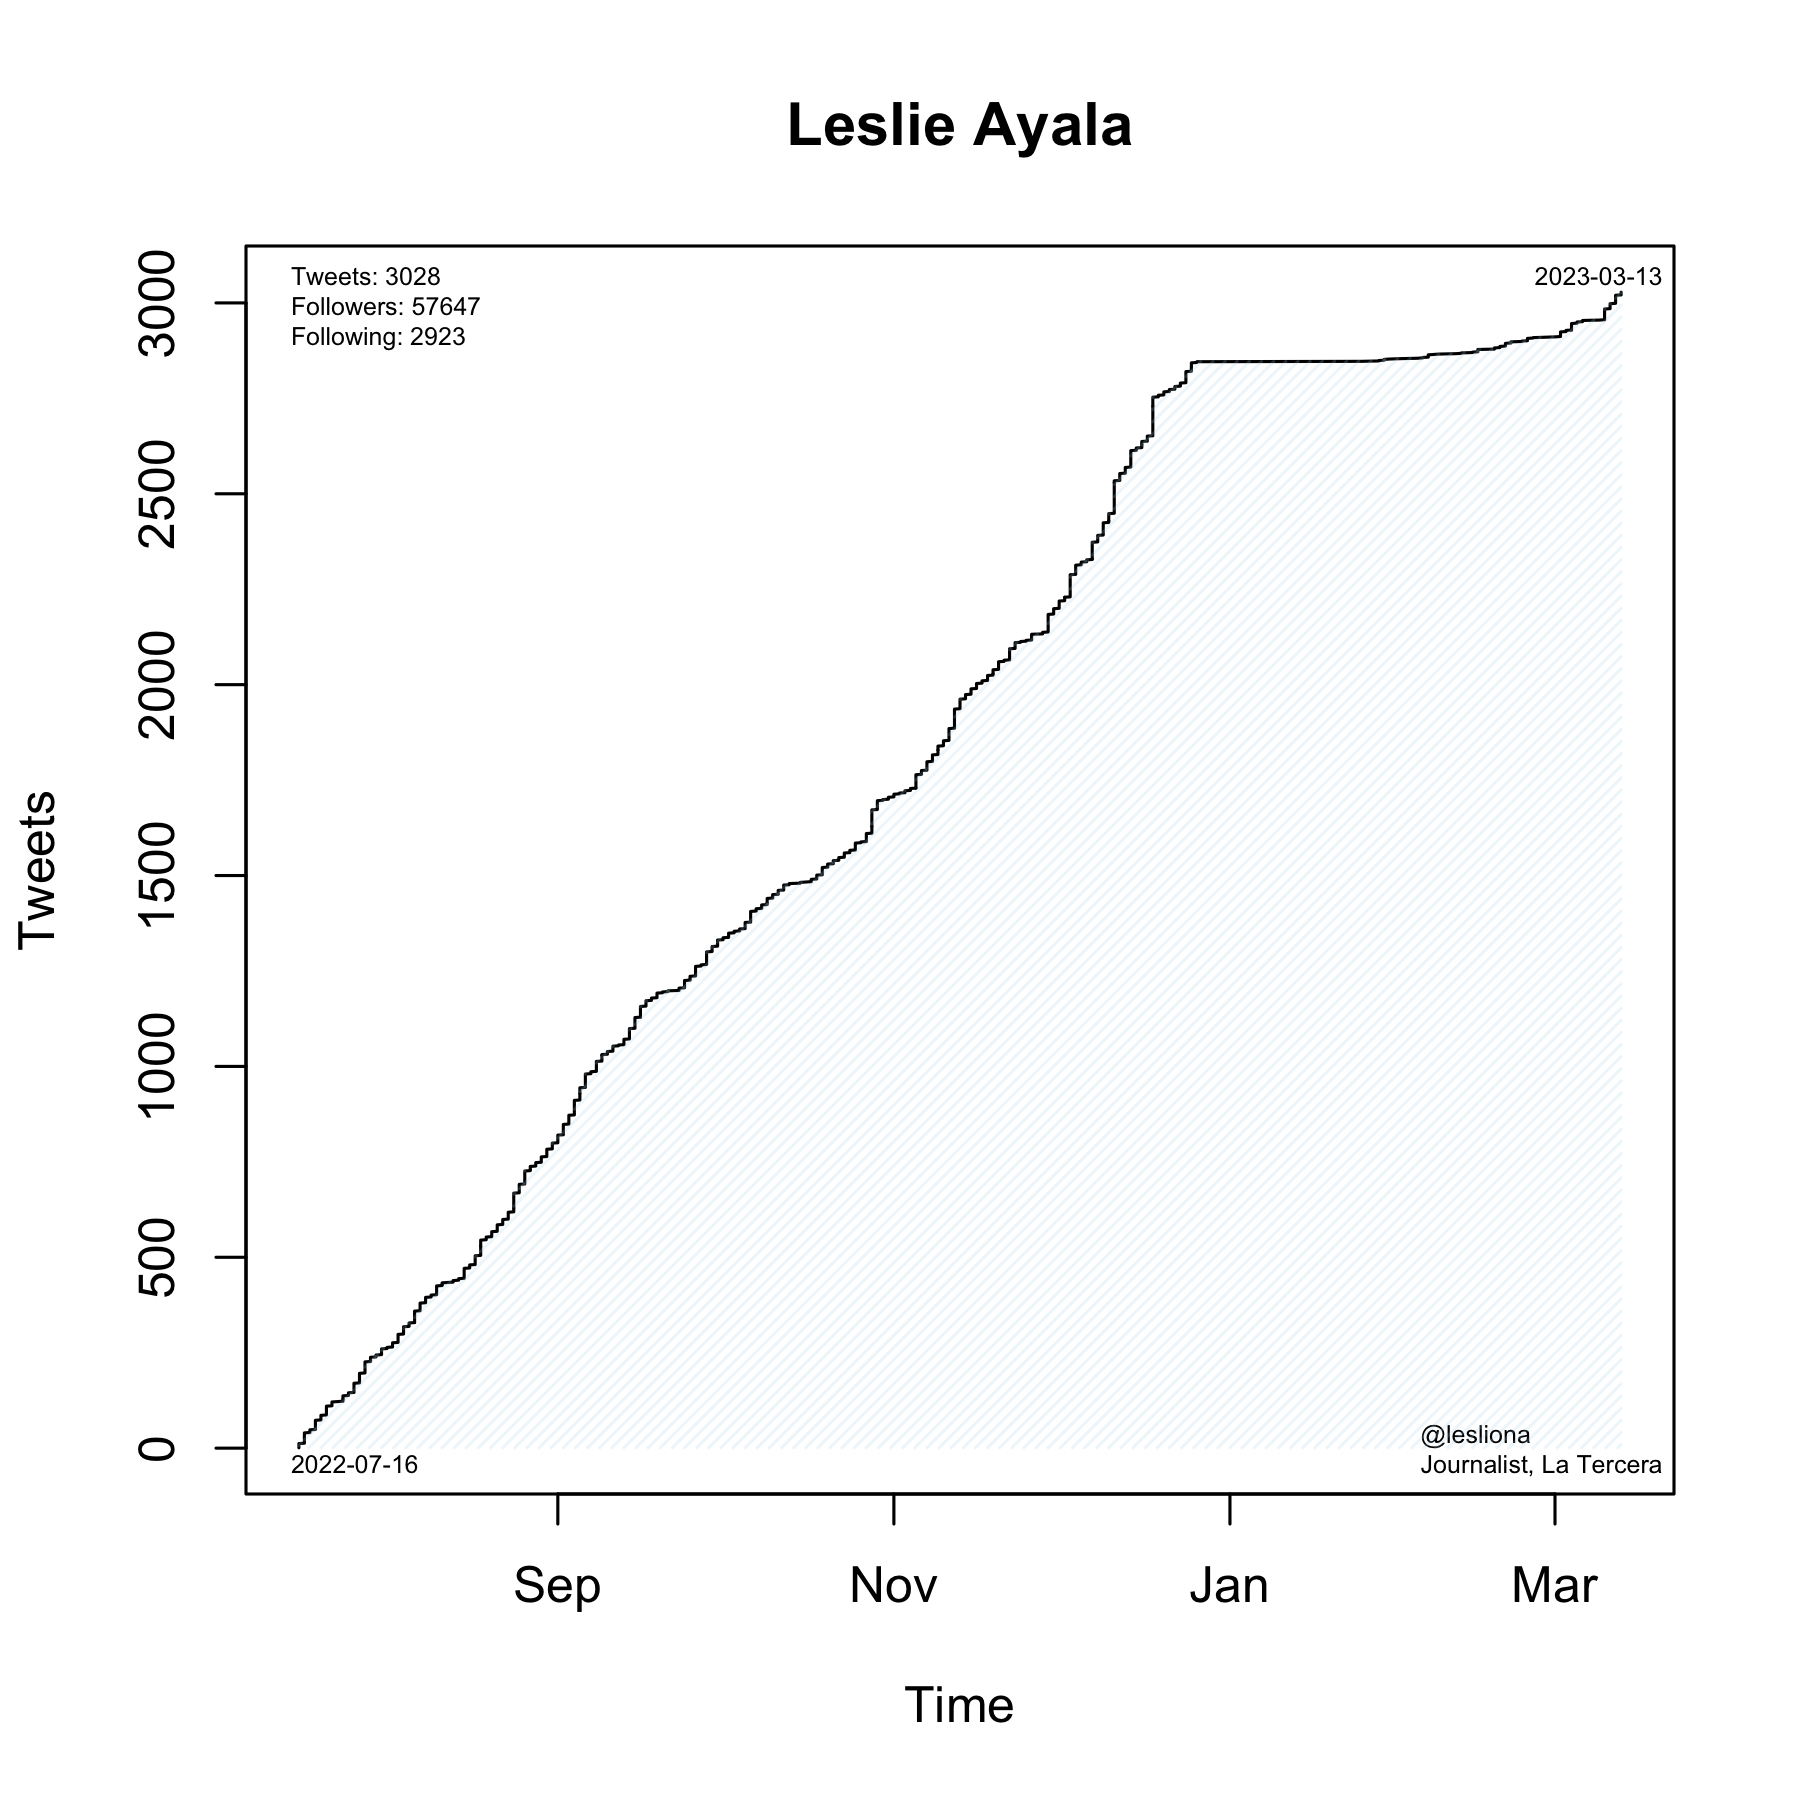 Leslie Ayala
Tweets: 3028
Followers: 57647
Following: 2923
2023-03-13
3000
2500
2000
1500
1000
500
0
Tweets
2022-07-16
@lesliona
Journalist, La Tercera
Sep Nov Jan Mar
Time